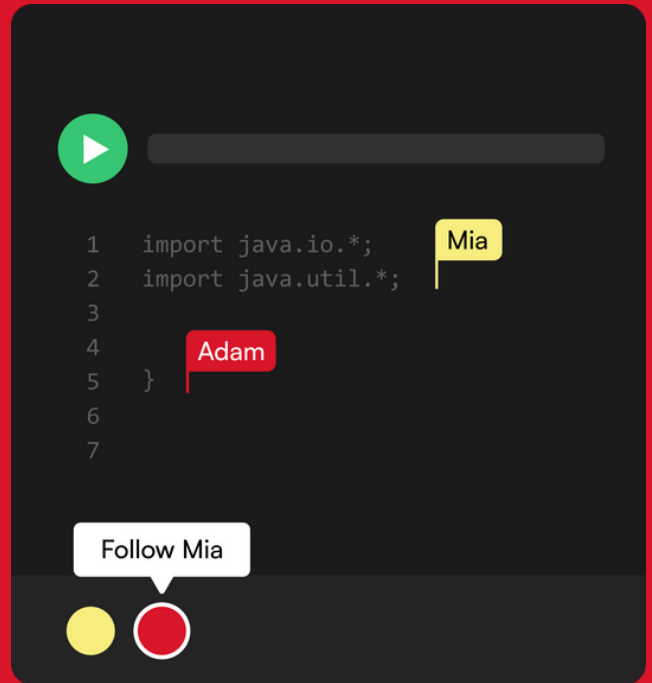 1 import java.io.*;
Mia
2 import java.util.*;
3
4
Adam
5 }
6
7
Follow Mia